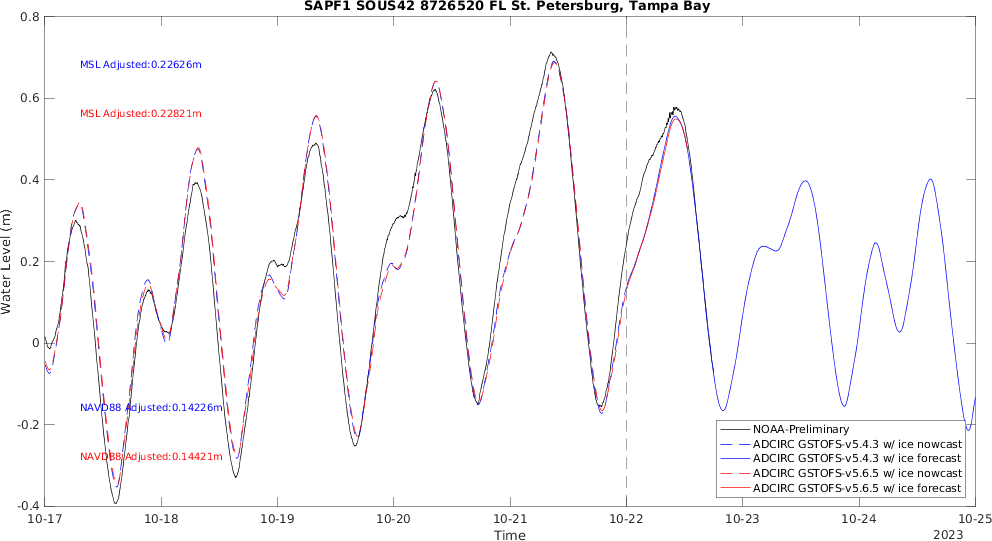 SAPF1 SOUS42 8726520 FL St. Petersburg, Tampa Bay
0.8
0.6
0.4
0.2
0
-0.2
-0.4
Water Level (m)
MSL Adjusted:0.22626m
MSL Adjusted:0.22821m
NAVD88 Adjusted:0.14226m
NAVD88 Adjusted:0.14421m
NOAA-Preliminary
ADCIRC GSTOFS-v5.4.3 w/ ice nowcast
ADCIRC GSTOFS-v5.4.3 w/ ice forecast
ADCIRC GSTOFS-v5.6.5 w/ ice nowcast
ADCIRC GSTOFS-v5.6.5 w/ ice forecast
10-17 10-18 10-19 10-20 10-21 10-22 10-23 10-24 10-25
Time
2023